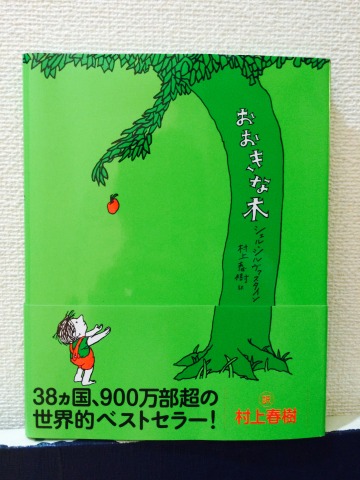 おおきな木
シェル・シルヴァスタイン
村上春樹 訳
38ヵ国、900万部超の
世界的ベストセラー!
訳
村上春樹